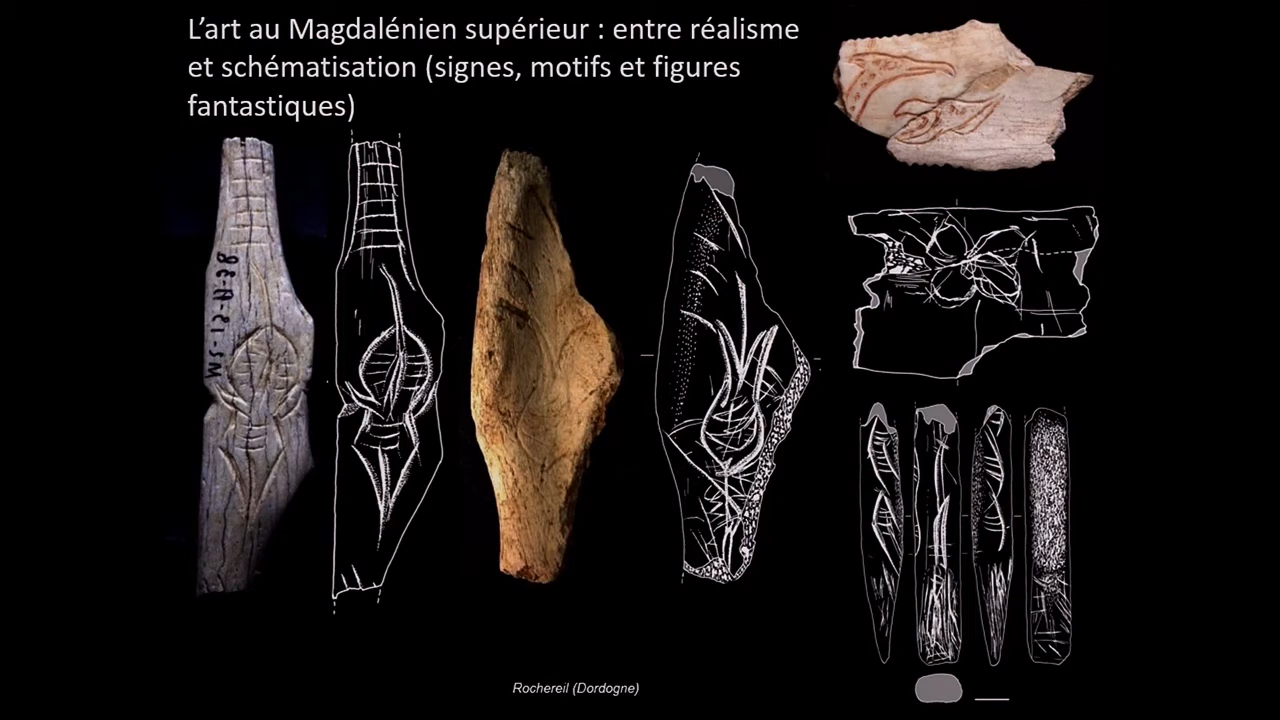 L’art au Magdalénien supérieur : entre réalisme
et schématisation (signes, motifs et figures
fantastiques)
Rochereil (Dordogne)